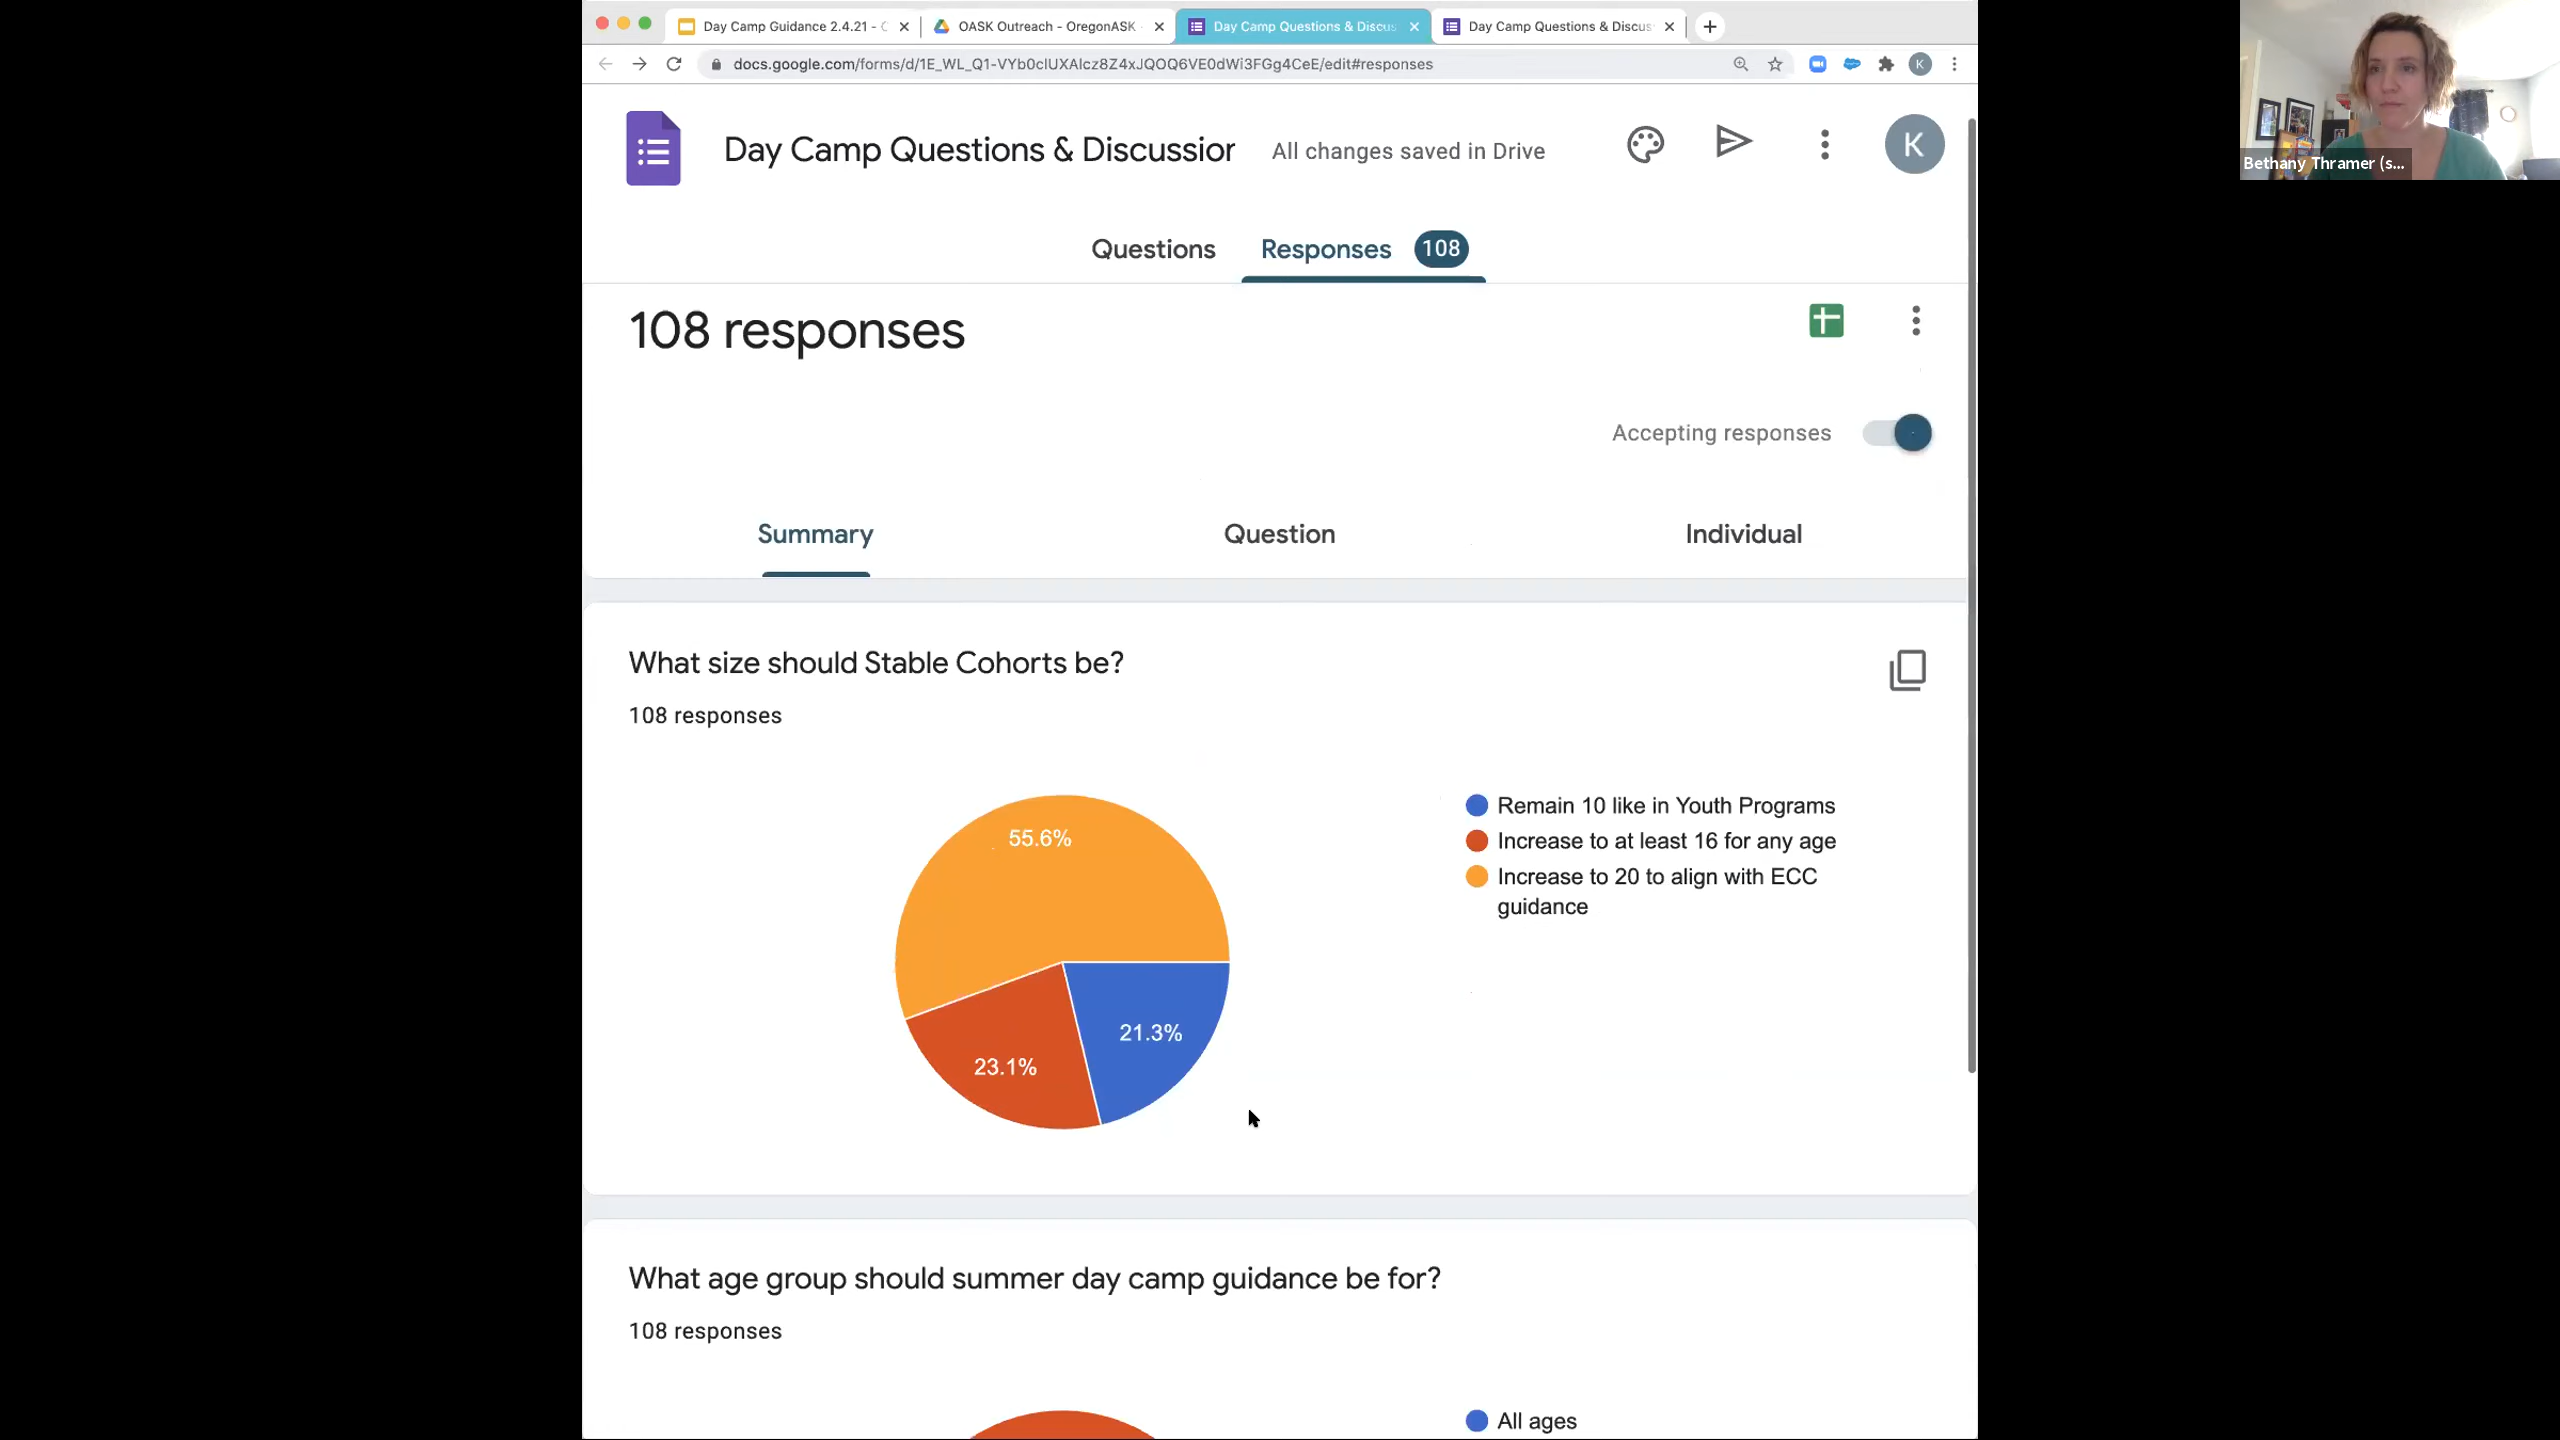 Day Camp Guidance 2.4.21 -
OASK Outreach - OregonASK
Day Camp Questions & Discus
Day Camp Questions & Discus
docs.google.com/forms/d/1E_WL_Q1-VYb0clUXAIcz8Z4xJQOQ6VE0dWi3FGg4CeE/edit#responses
K
Bethany Thramer (s...
Day Camp Questions & Discussior
All changes saved in Drive
K
Questions
Responses 108
108 responses
Accepting responses
Summary
Question
Individual
What size should Stable Cohorts be?
108 responses
55.6%
23.1%
21.3%
Remain 10 like in Youth Programs
Increase to at least 16 for any age
Increase to 20 to align with ECC
guidance
What age group should summer day camp guidance be for?
108 responses
All ages